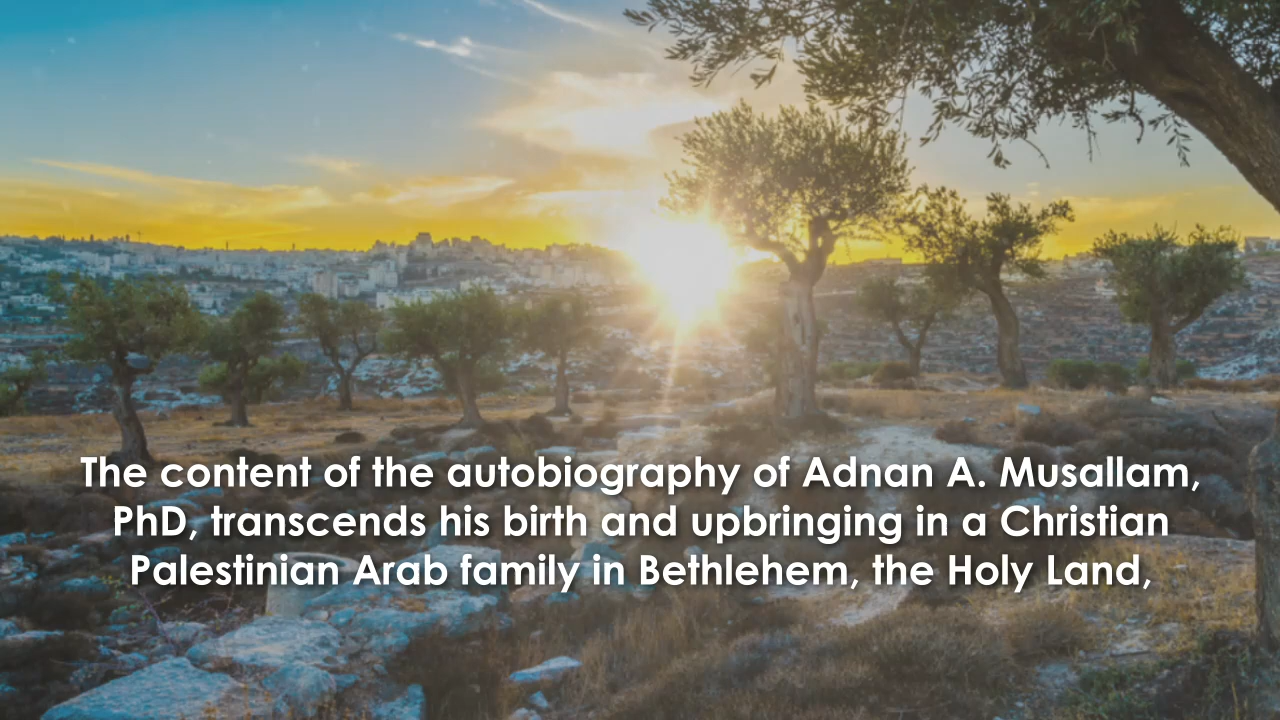 The content of the autobiography of Adnan A. Musallam,
PhD, transcends his birth and upbringing in a Christian
Palestinian Arab family in Bethlehem, the Holy Land,